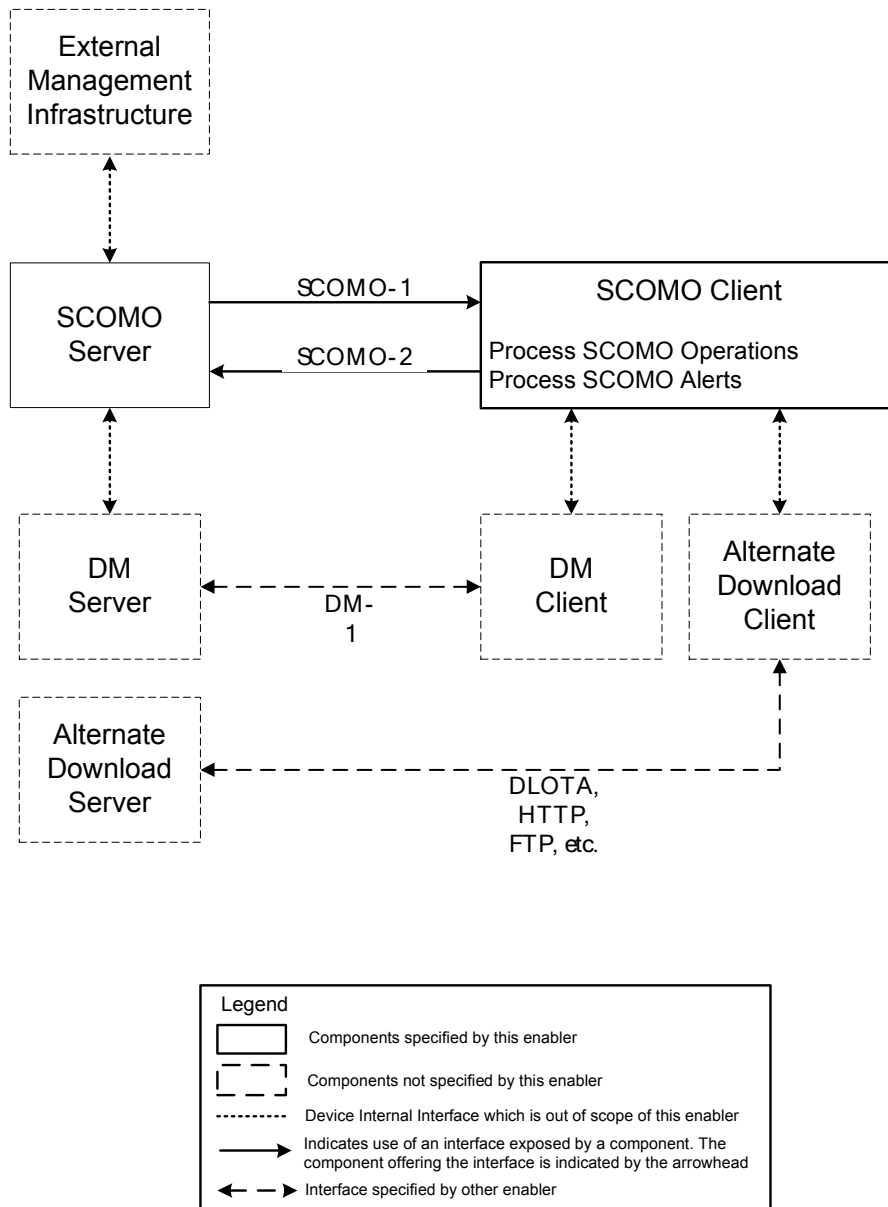 External
Management
Infrastructure
SCOMO-1
SCOMO
Server
SCOMO Client
SCOMO-2
Process SCOMO Operations
Process SCOMO Alerts
DM
Server
DM-
1
DM
Client
Alternate
Download
Client
Alternate
Download
Server
DLOTA,
HTTP,
FTP, etc.
Legend
Components specified by this enabler
Components not specified by this enabler
Device Internal Interface which is out of scope of this enabler
Indicates use of an interface exposed by a component. The
component offering the interface is indicated by the arrowhead
Interface specified by other enabler